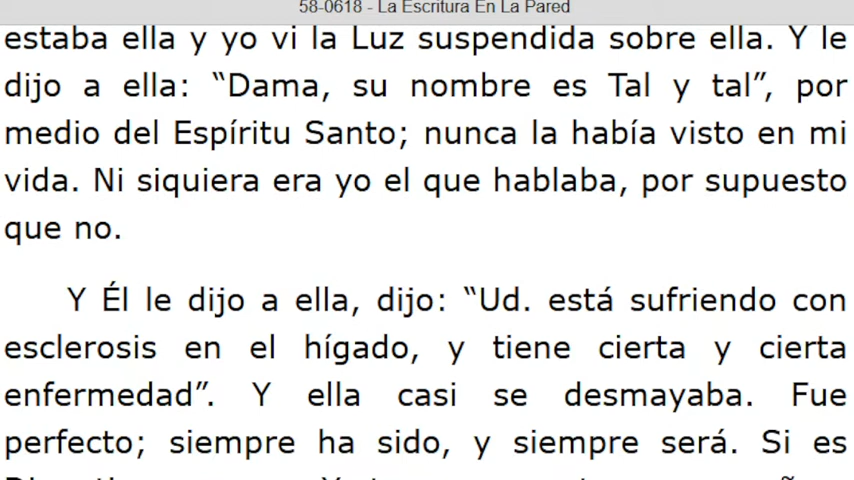 58-0618 - La Escritura En La Pared
estaba ella y yo vi la Luz suspendida sobre ella. Y le
dijo a ella: “Dama, su nombre es Tal y tal”, por
medio del Espíritu Santo; nunca la había visto en mi
vida. Ni siquiera era yo el que hablaba, por supuesto
que no.
Y Él le dijo a ella, dijo: “Ud. está sufriendo con
esclerosis en el hígado, y tiene cierta y cierta
enfermedad”. Y ella casi se desmayaba. Fue
perfecto; siempre ha sido, y siempre será. Si es